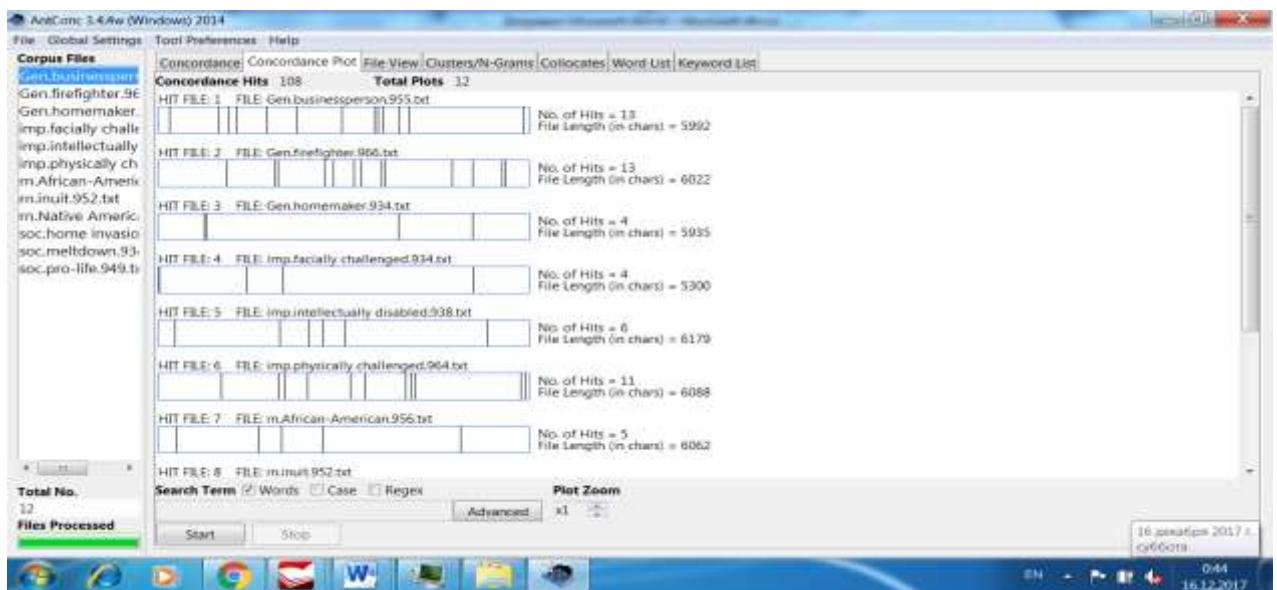 AntConc 3.4.4w (Windows) 2014
File Global Settings Tool Preferences Help
Corpus Files
Gen.businessper
Gen.firefighter.96
Gen.homemaker.
imp.facially challe
imp.intellectually
imp.physically ch
m.African-Americ
m.inuit.952.txt
m.Native Americ
soc.home invasio
soc.meltdown.93
soc.pro-life.949.t
Total No.
12
Files Processed
Concordance Concordance Plot File View Clusters/N-Grams Collocates Word List Keyword List
Concordance Hits 108 Total Plots 12
HIT FILE: 1 FILE: Gen.businessperson.955.txt
No. of Hits = 13
File Length (in chars) = 5992
HIT FILE: 2 FILE: Gen.firefighter.966.txt
No. of Hits = 13
File Length (in chars) = 6022
HIT FILE: 3 FILE: Gen.homemaker.934.txt
No. of Hits = 4
File Length (in chars) = 5935
HIT FILE: 4 FILE: imp.facially challenged.934.txt
No. of Hits = 4
File Length (in chars) = 5300
HIT FILE: 5 FILE: imp.intellectually disabled.938.txt
No. of Hits = 6
File Length (in chars) = 6179
HIT FILE: 6 FILE: imp.physically challenged.964.txt
No. of Hits = 11
File Length (in chars) = 6088
HIT FILE: 7 FILE: m.African-American.956.txt
No. of Hits = 5
File Length (in chars) = 6062
HIT FILE: 8 FILE: m.inuit.952.txt
Search Term Words Case Regex Plot Zoom
Advanced x1
Start Stop
16 декабря 2017 г.
суббота
EN 0:44
16.12.2017